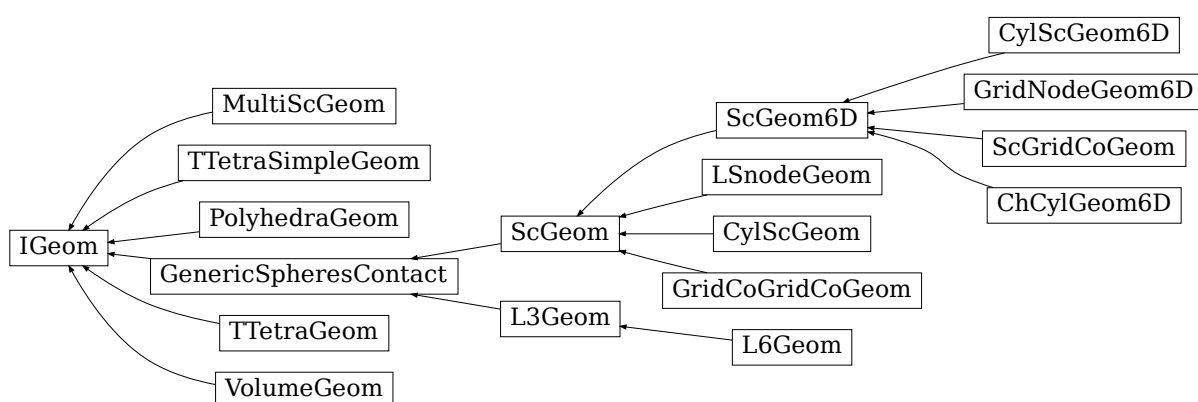 CylScGeom6D
GridNodeGeom6D
MultiScGeom
ScGeom6D
ScGridCoGeom
TTetraSimpleGeom
LSnodeGeom
ChCylGeom6D
PolyhedraGeom
IGeom
ScGeom
CylScGeom
GenericSpheresContact
GridCoGridCoGeom
L3Geom
TTetraGeom
L6Geom
VolumeGeom